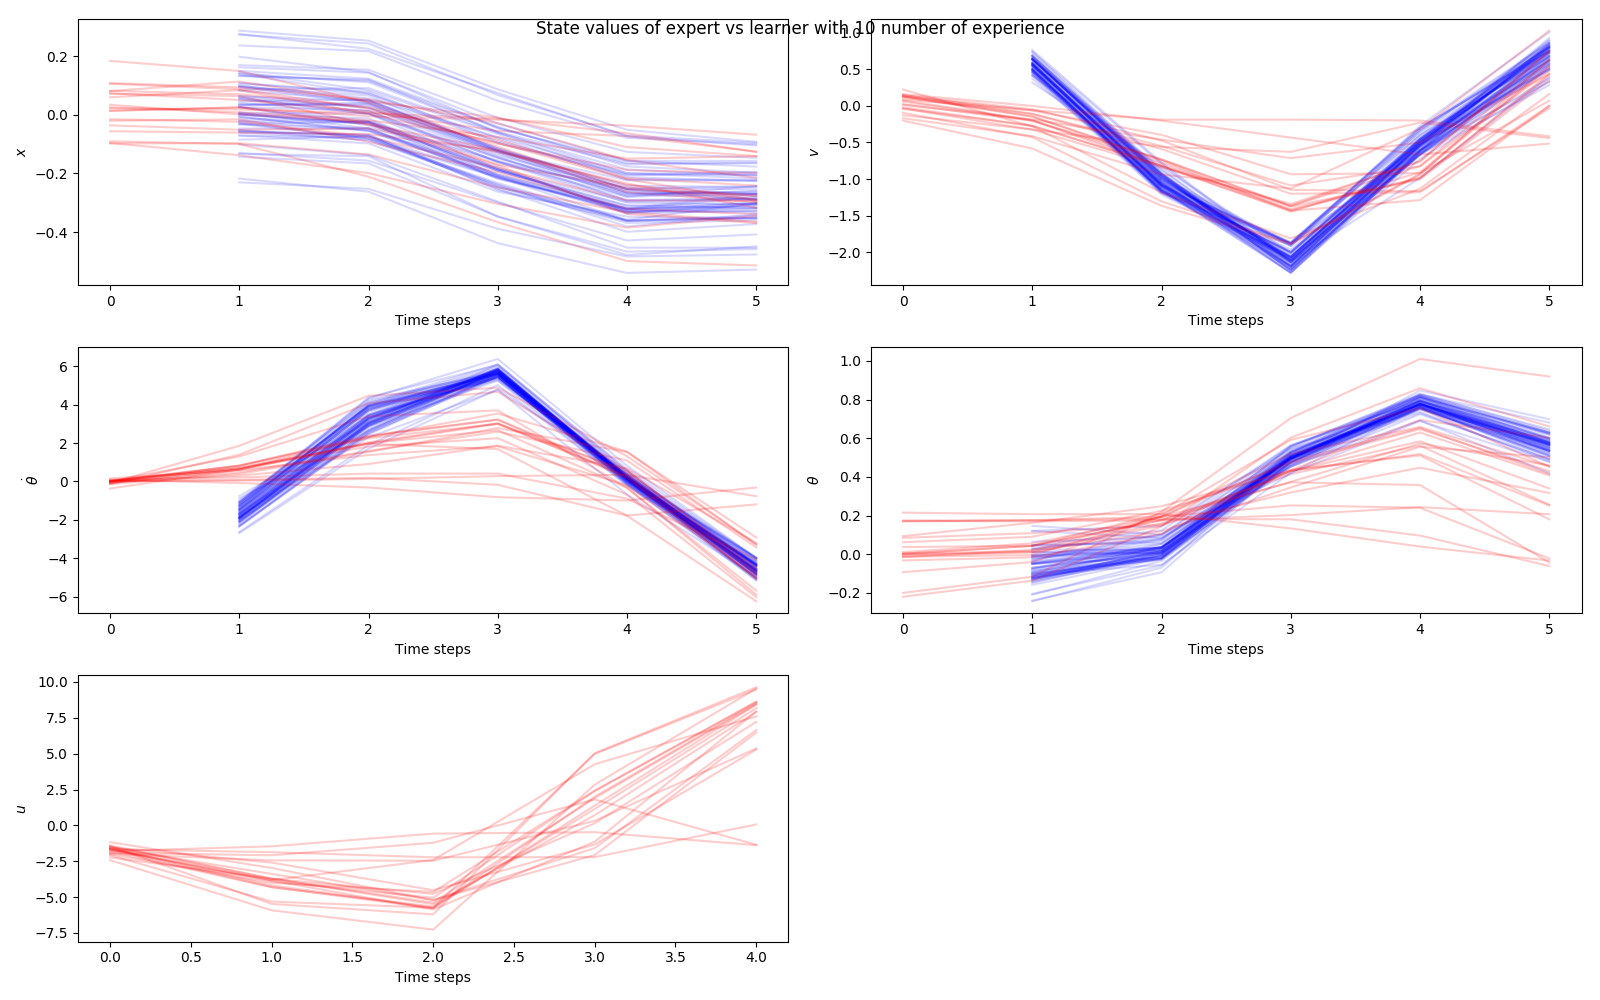 State values of expert vs learner with 10 number of experience
0.2
0.0
−0.2
−0.4
x
0 1 2 3 4 5
Time steps
1.0
0.5
0.0
−0.5
−1.0
−1.5
−2.0
v
0 1 2 3 4 5
Time steps
6
4
2
0
−2
−4
−6
θ̇
0 1 2 3 4 5
Time steps
1.0
0.8
0.6
0.4
0.2
0.0
−0.2
θ
0 1 2 3 4 5
Time steps
10.0
7.5
5.0
2.5
0.0
−2.5
−5.0
−7.5
u
0.0 0.5 1.0 1.5 2.0 2.5 3.0 3.5 4.0
Time steps